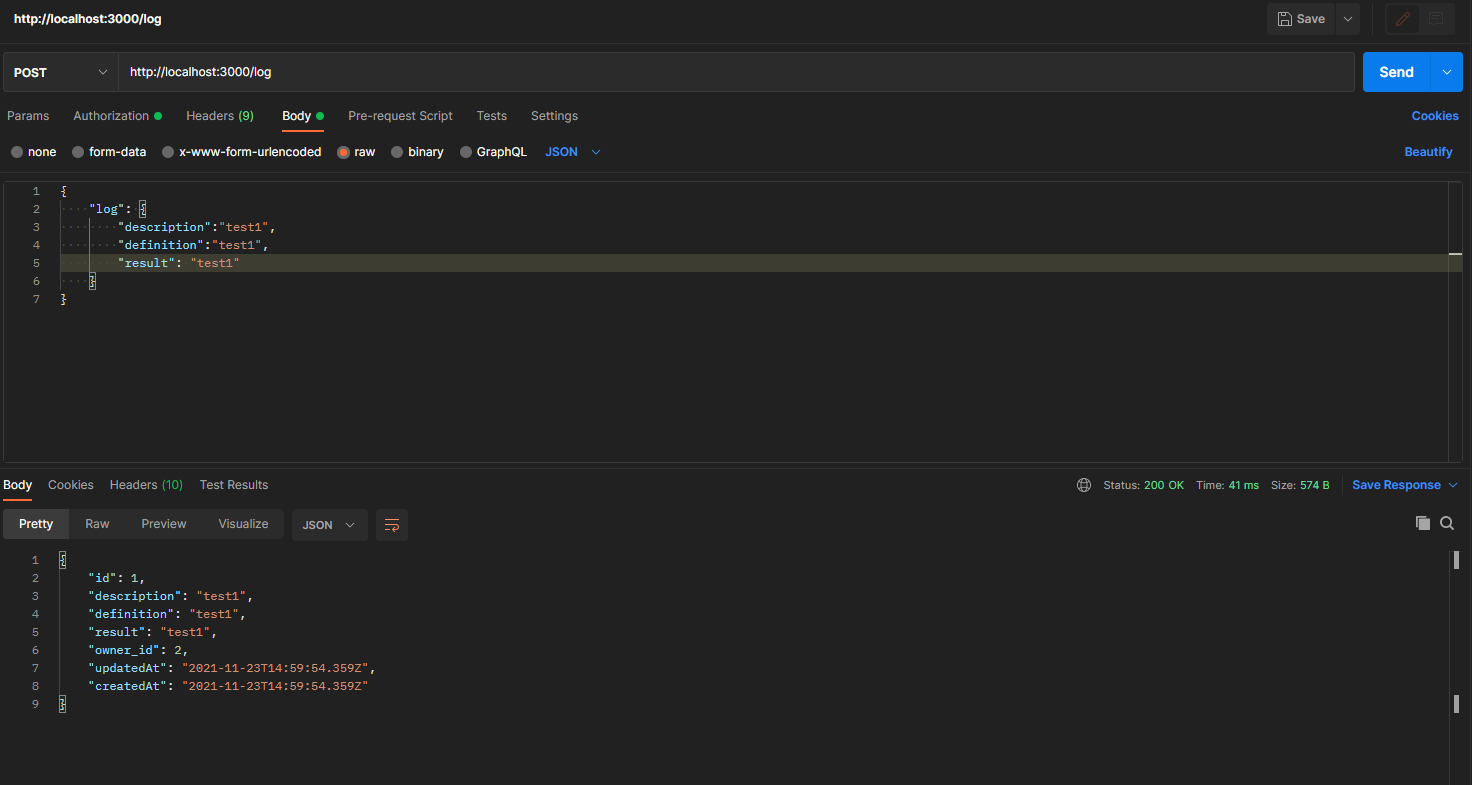 http://localhost:3000/log Save
POST http://localhost:3000/log Send
Params Authorization Headers (9) Body Pre-request Script Tests Settings Cookies
none form-data x-www-form-urlencoded raw binary GraphQL JSON Beautify
1 {
2 "log": {
3 "description":"test1",
4 "definition":"test1",
5 "result": "test1"
6 }
7 }
Body Cookies Headers (10) Test Results Status: 200 OK Time: 41 ms Size: 574 B Save Response
Pretty Raw Preview Visualize JSON
1 {
2 "id": 1,
3 "description": "test1",
4 "definition": "test1",
5 "result": "test1",
6 "owner_id": 2,
7 "updatedAt": "2021-11-23T14:59:54.359Z",
8 "createdAt": "2021-11-23T14:59:54.359Z"
9 }